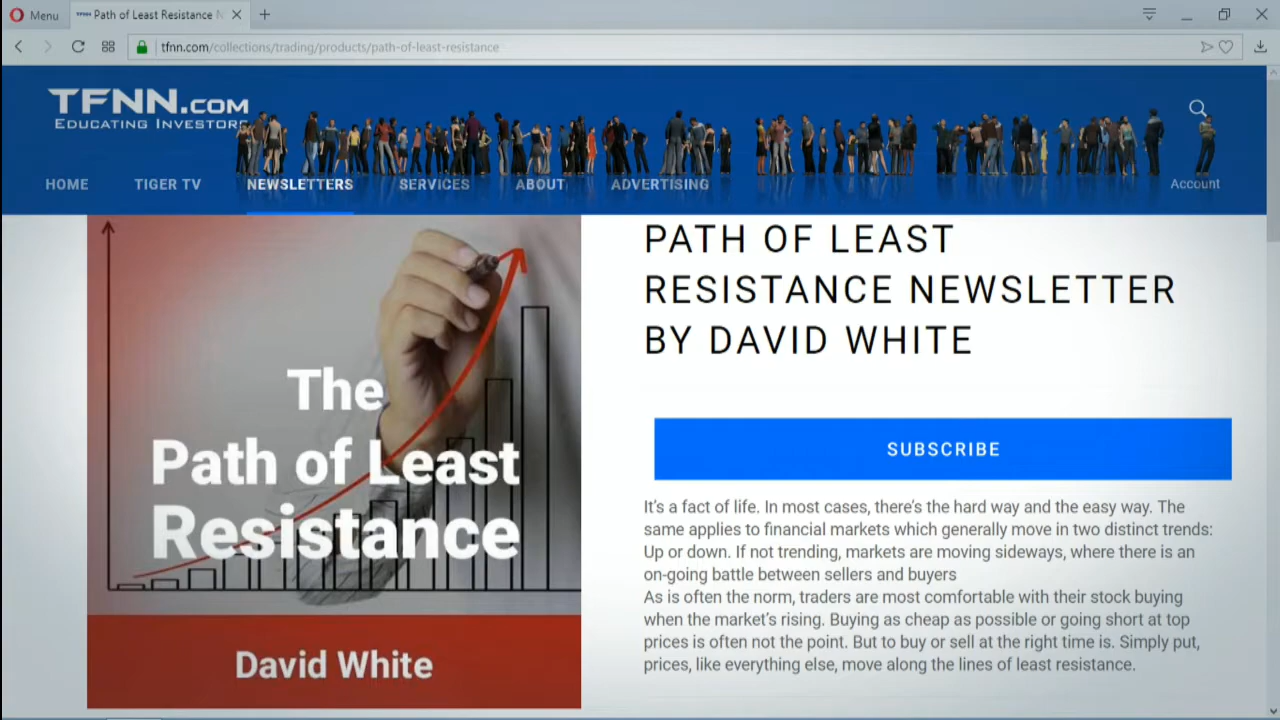 Menu
Path of Least Resistance
tfnn.com/collections/trading/products/path-of-least-resistance
TFNN.COM
EDUCATING INVESTORS
HOME
TIGER TV
NEWSLETTERS
SERVICES
ABOUT
ADVERTISING
Account
The
Path of Least
Resistance
David White
PATH OF LEAST
RESISTANCE NEWSLETTER
BY DAVID WHITE
SUBSCRIBE
It's a fact of life. In most cases, there's the hard way and the easy way. The
same applies to financial markets which generally move in two distinct trends:
Up or down. If not trending, markets are moving sideways, where there is an
on-going battle between sellers and buyers
As is often the norm, traders are most comfortable with their stock buying
when the market's rising. Buying as cheap as possible or going short at top
prices is often not the point. But to buy or sell at the right time is. Simply put,
prices, like everything else, move along the lines of least resistance.